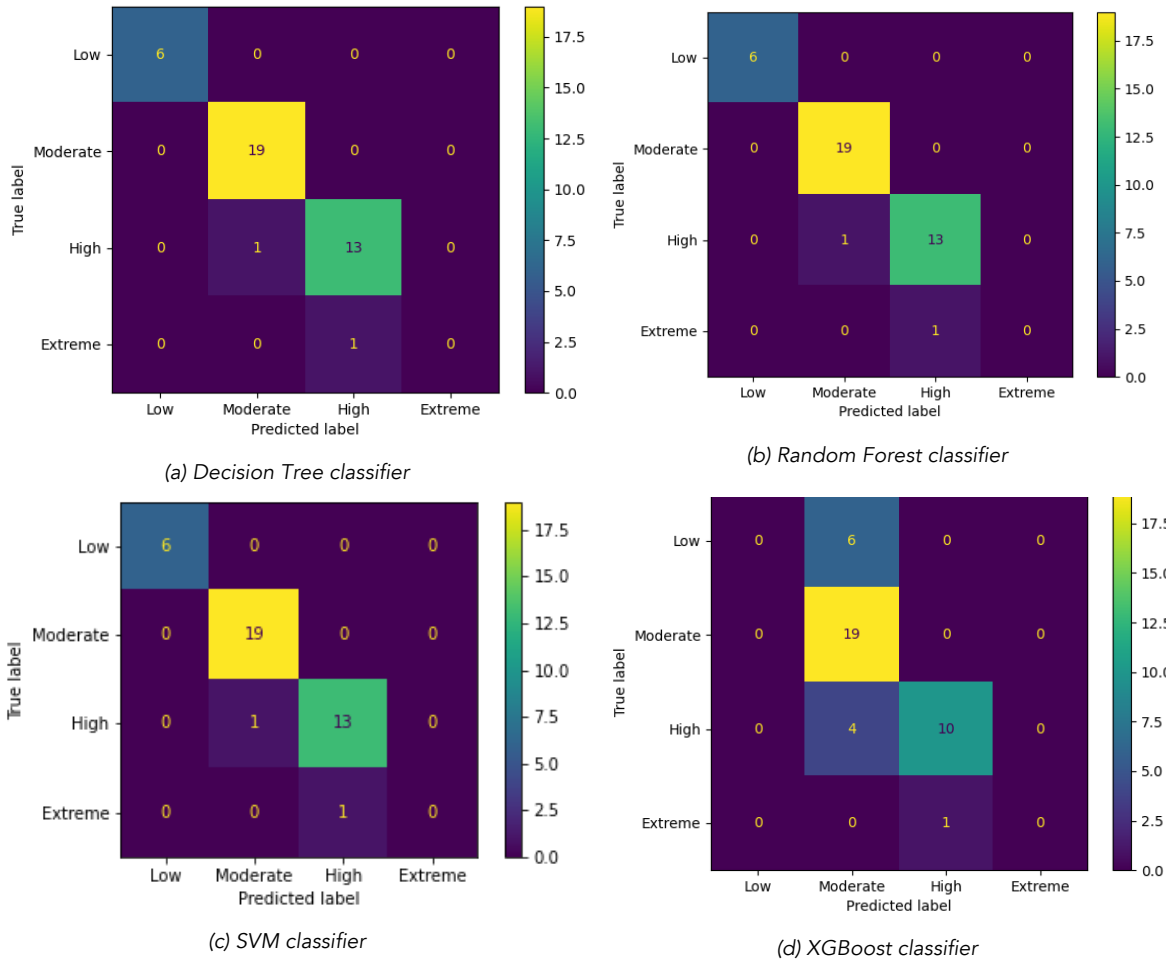 Low 6 0 0 0
Moderate 0 19 0 0
High 0 1 13 0
Extreme 0 0 1 0
Low Moderate High Extreme
Predicted label
True label
17.5
15.0
12.5
10.0
7.5
5.0
2.5
0.0
(a) Decision Tree classifier
Low 6 0 0 0
Moderate 0 19 0 0
High 0 1 13 0
Extreme 0 0 1 0
Low Moderate High Extreme
Predicted label
True label
17.5
15.0
12.5
10.0
7.5
5.0
2.5
0.0
(b) Random Forest classifier
Low 6 0 0 0
Moderate 0 19 0 0
High 0 1 13 0
Extreme 0 0 1 0
Low Moderate High Extreme
Predicted label
True label
17.5
15.0
12.5
10.0
7.5
5.0
2.5
0.0
(c) SVM classifier
Low 0 6 0 0
Moderate 0 19 0 0
High 0 4 10 0
Extreme 0 0 1 0
Low Moderate High Extreme
Predicted label
True label
17.5
15.0
12.5
10.0
7.5
5.0
2.5
0.0
(d) XGBoost classifier